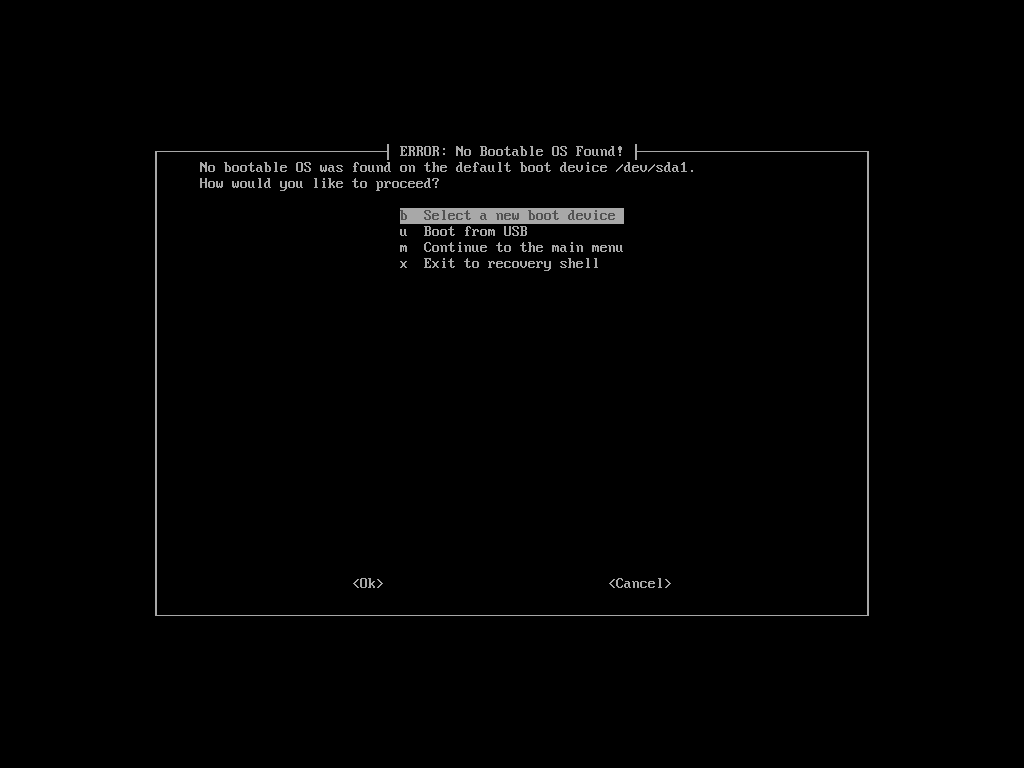 ERROR: No Bootable OS Found!
No bootable OS was found on the default boot device /dev/sda1.
How would you like to proceed?
b Select a new boot device
u Boot from USB
m Continue to the main menu
x Exit to recovery shell
<Ok> <Cancel>